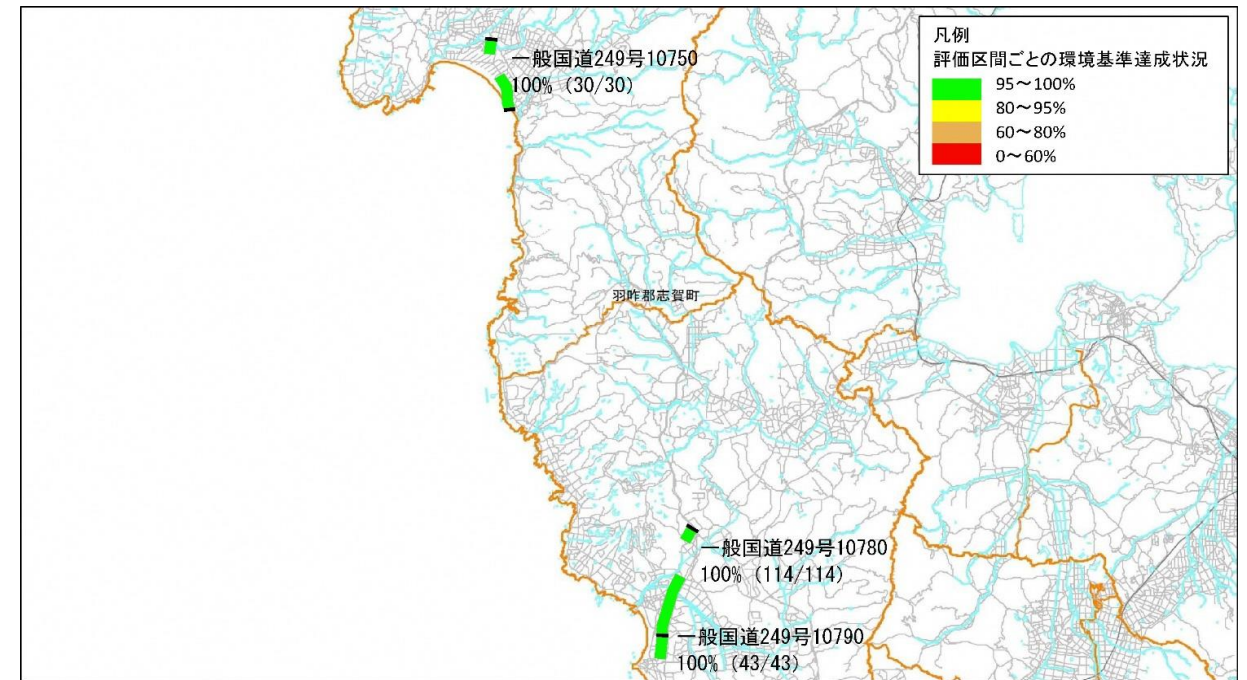 凡例
評価区間ごとの環境基準達成状況
95～100%
80～95%
60～80%
0～60%
一般国道249号10750
100% (30/30)
羽咋郡志賀町
一般国道249号10780
100% (114/114)
一般国道249号10790
100% (43/43)